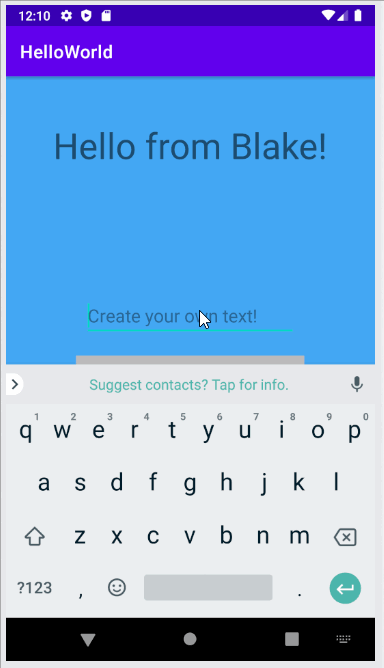 12:10
HelloWorld
Hello from Blake!
Create your own text!
Suggest contacts? Tap for info.
1 2 3 4 5 6 7 8 9 0
q w e r t y u i o p
a s d f g h j k l
z x c v b n m
?123 , .